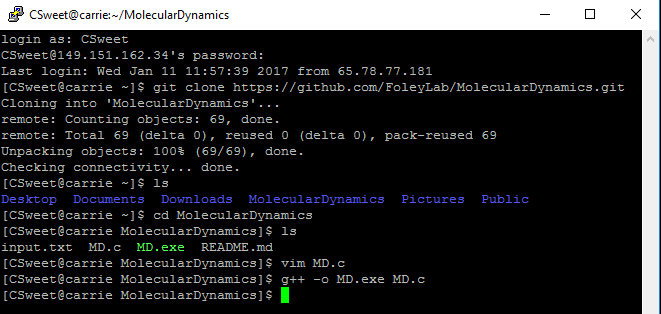 CSweet@carrie:~/MolecularDynamics
login as: CSweet
CSweet@149.151.162.34's password:
Last login: Wed Jan 11 11:57:39 2017 from 65.78.77.181
[CSweet@carrie ~]$ git clone https://github.com/FoleyLab/MolecularDynamics.git
Cloning into 'MolecularDynamics'...
remote: Counting objects: 69, done.
remote: Total 69 (delta 0), reused 0 (delta 0), pack-reused 69
Unpacking objects: 100% (69/69), done.
Checking connectivity... done.
[CSweet@carrie ~]$ ls
Desktop  Documents  Downloads  MolecularDynamics  Pictures  Public
[CSweet@carrie ~]$ cd MolecularDynamics
[CSweet@carrie MolecularDynamics]$ ls
input.txt  MD.c  MD.exe  README.md
[CSweet@carrie MolecularDynamics]$ vim MD.c
[CSweet@carrie MolecularDynamics]$ g++ -o MD.exe MD.c
[CSweet@carrie MolecularDynamics]$